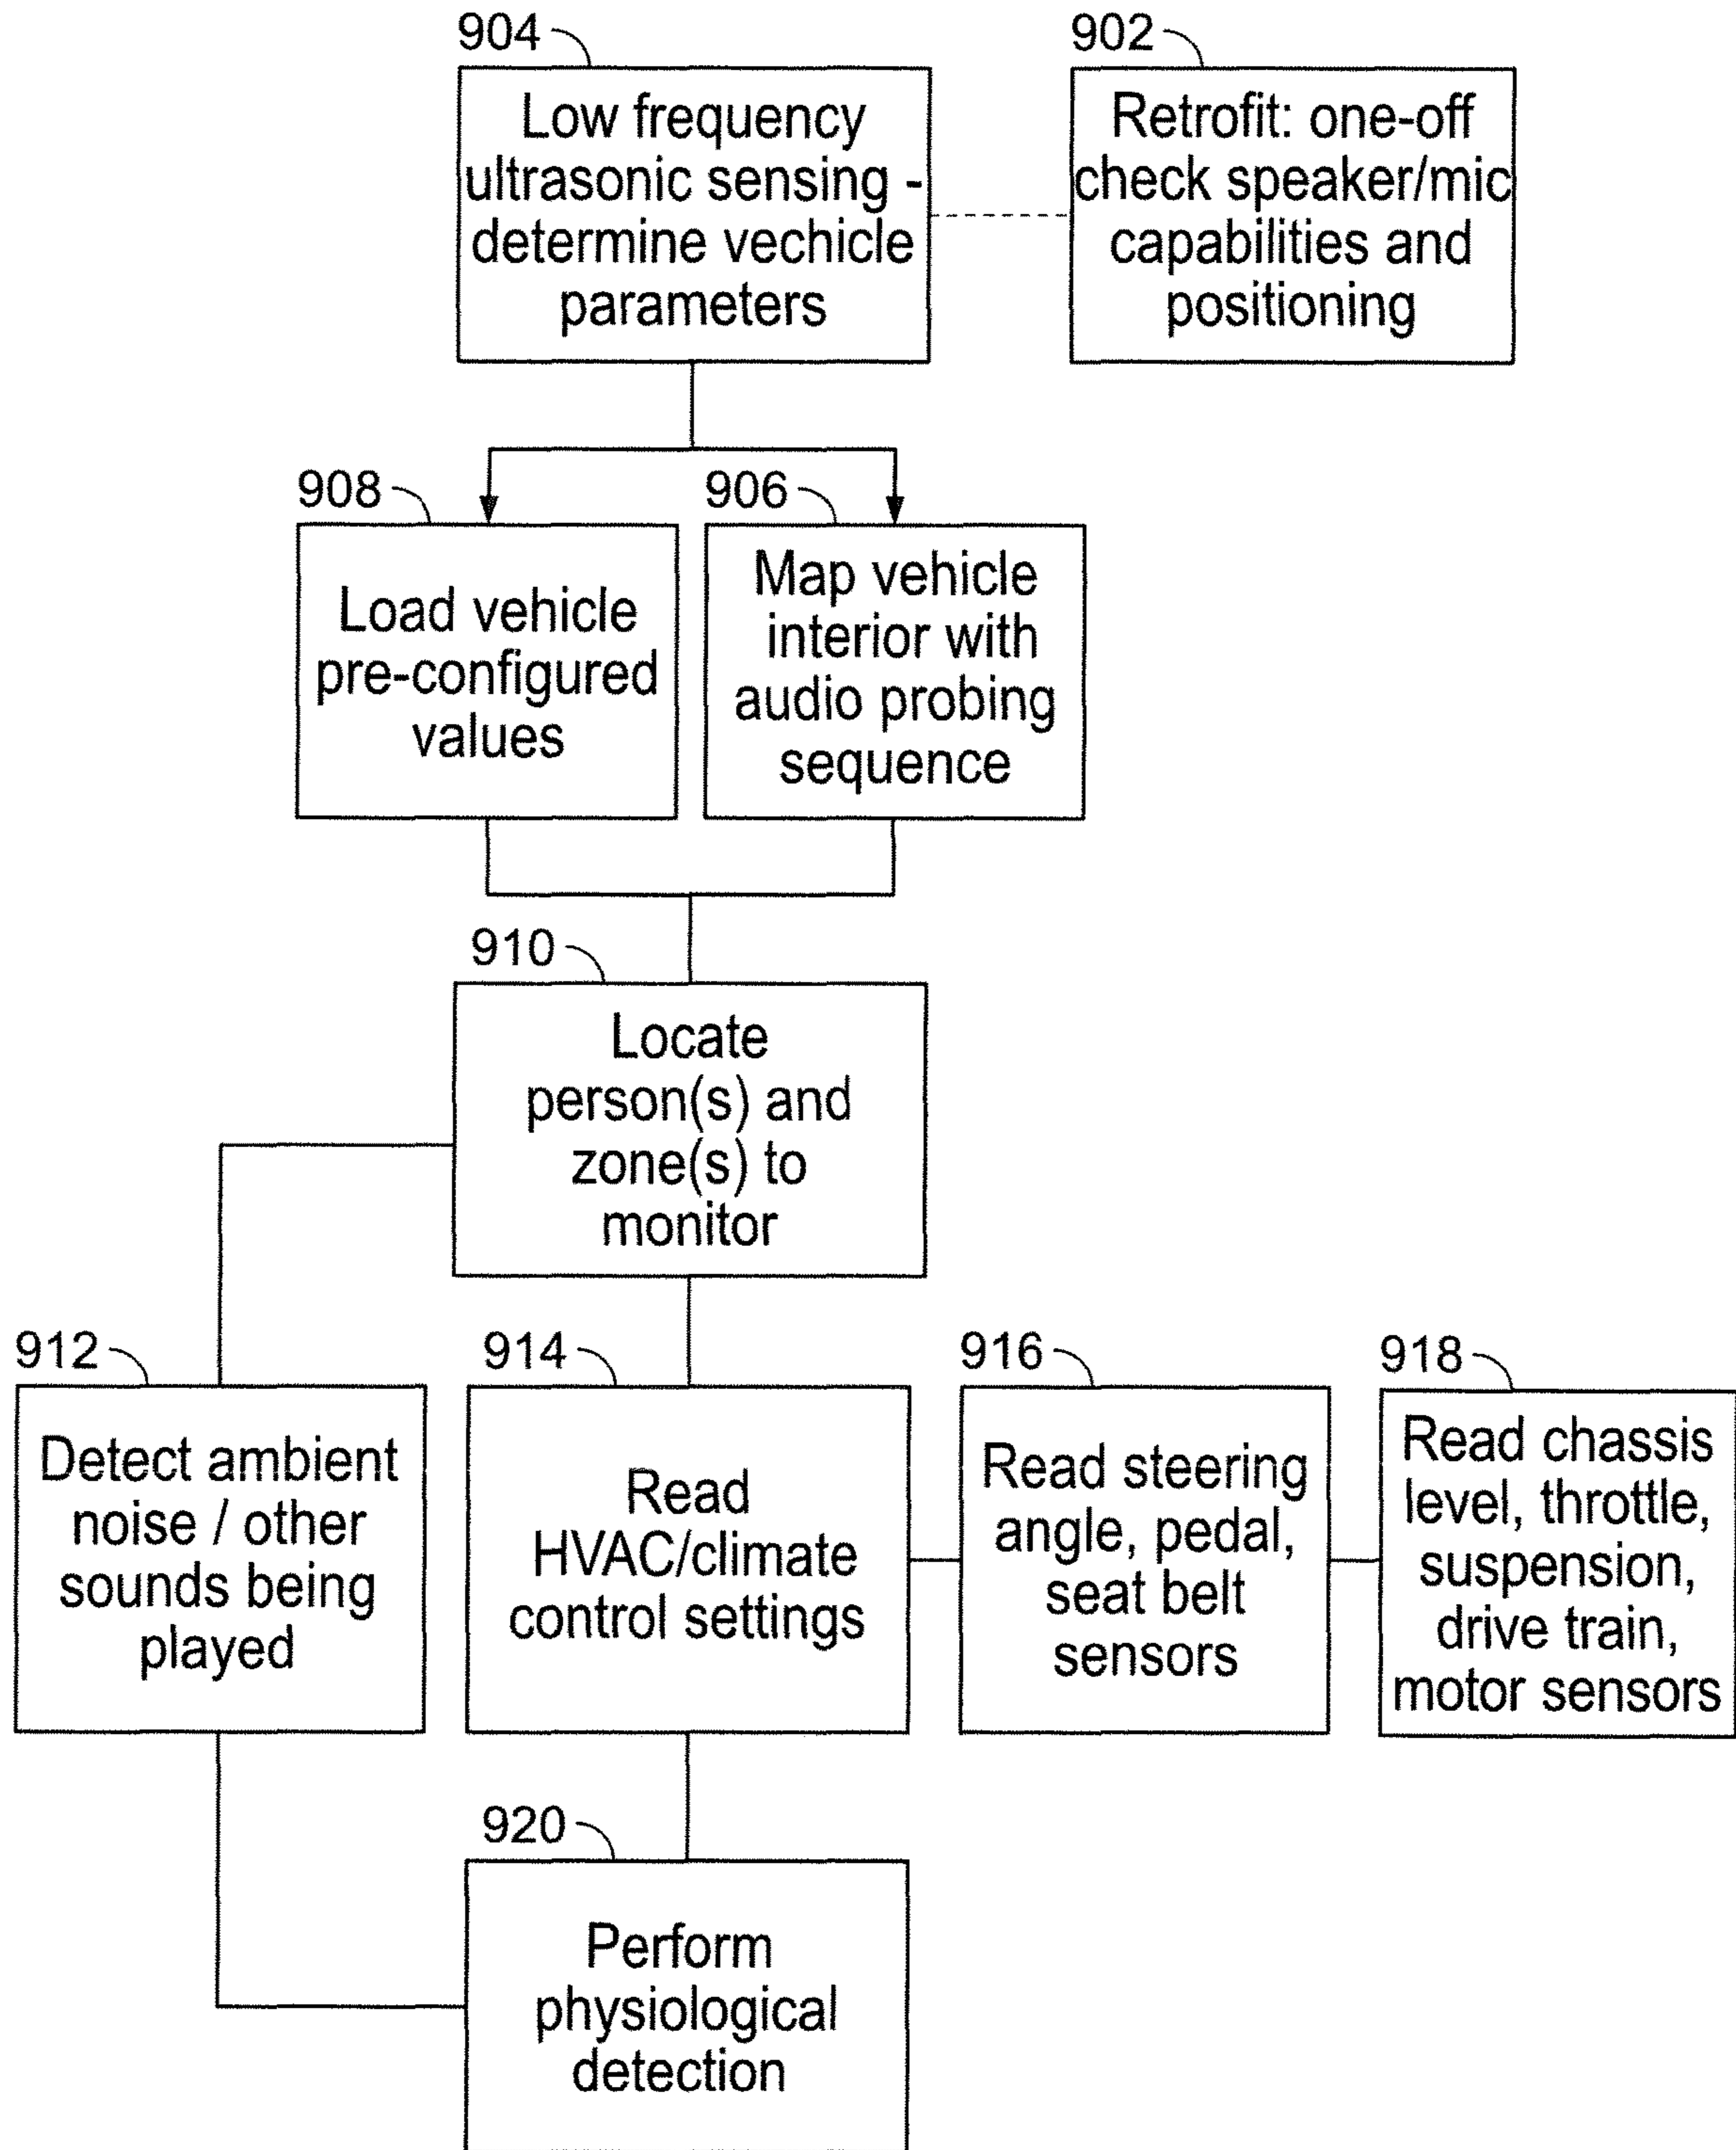 904
Low frequency
ultrasonic sensing -
determine vechicle
parameters
902
Retrofit: one-off
check speaker/mic
capabilities and
positioning
908
Load vehicle
pre-configured
values
906
Map vehicle
interior with
audio probing
sequence
910
Locate
person(s) and
zone(s) to
monitor
912
Detect ambient
noise / other
sounds being
played
914
Read
HVAC/climate
control settings
916
Read steering
angle, pedal,
seat belt
sensors
918
Read chassis
level, throttle,
suspension,
drive train,
motor sensors
920
Perform
physiological
detection